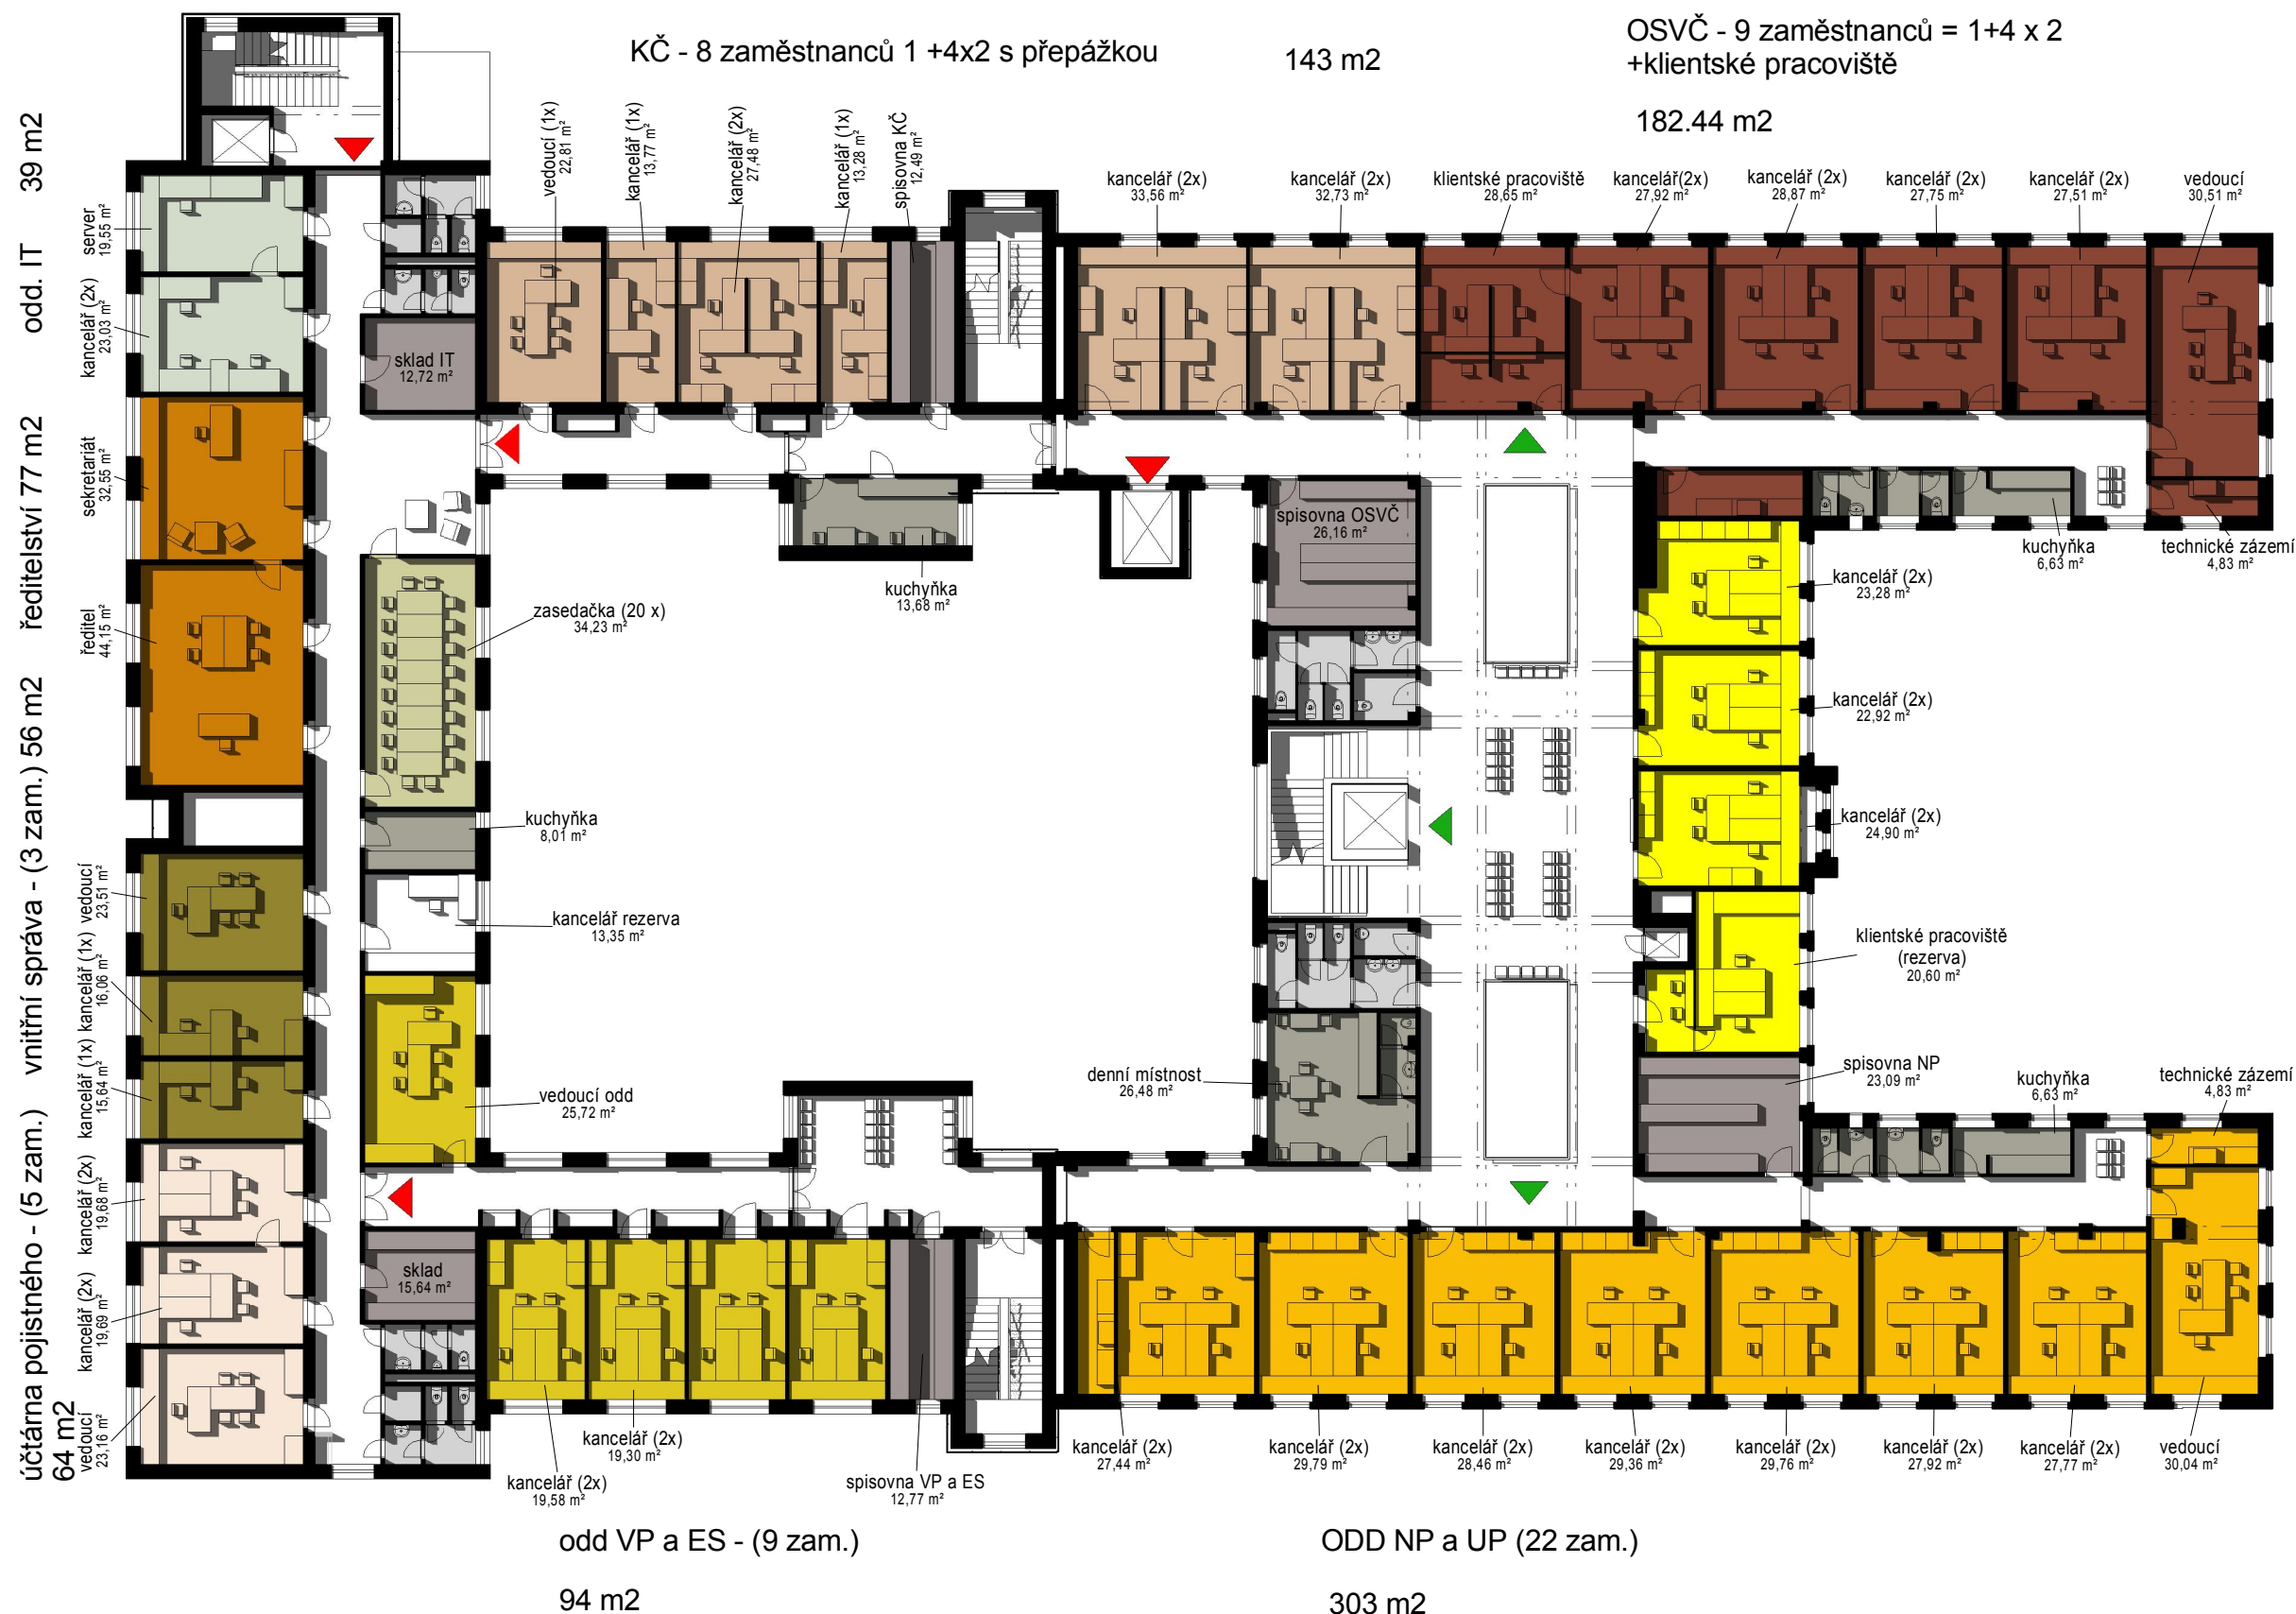 KČ - 8 zaměstnanců 1 +4x2 s přepážkou
143 m2
OSVČ - 9 zaměstnanců = 1+4 x 2
+klientské pracoviště
182.44 m2
odd. IT 39 m2
ředitelství 77 m2
vnitřní správa - (3 zam.) 56 m2
účtárna pojistného - (5 zam.)
64 m2
server
19,55 m²
kancelář (2x)
23,03 m²
sekretariát
32,55 m²
ředitel
44,15 m²
vedoucí
23,51 m²
kancelář (1x)
16,06 m²
kancelář (1x)
15,64 m²
kancelář (2x)
19,68 m²
kancelář (2x)
19,69 m²
vedoucí
23,16 m²
vedoucí (1x)
22,81 m²
kancelář (1x)
13,77 m²
kancelář (2x)
27,48 m²
kancelář (1x)
13,28 m²
spisovna KČ
12,49 m²
kancelář (2x)
33,56 m²
kancelář (2x)
32,73 m²
klientské pracoviště
28,65 m²
kancelář(2x)
27,92 m²
kancelář (2x)
28,87 m²
kancelář (2x)
27,75 m²
kancelář (2x)
27,51 m²
vedoucí
30,51 m²
sklad IT
12,72 m²
spisovna OSVČ
26,16 m²
kuchyňka
13,68 m²
kuchyňka
6,63 m²
technické zázemí
4,83 m²
zasedačka (20 x)
34,23 m²
kancelář (2x)
23,28 m²
kancelář (2x)
22,92 m²
kancelář (2x)
24,90 m²
kuchyňka
8,01 m²
kancelář rezerva
13,35 m²
klientské pracoviště
(rezerva)
20,60 m²
vedoucí odd
25,72 m²
denní místnost
26,48 m²
spisovna NP
23,09 m²
kuchyňka
6,63 m²
technické zázemí
4,83 m²
sklad
15,64 m²
kancelář (2x)
19,58 m²
kancelář (2x)
19,30 m²
spisovna VP a ES
12,77 m²
kancelář (2x)
27,44 m²
kancelář (2x)
29,79 m²
kancelář (2x)
28,46 m²
kancelář (2x)
29,36 m²
kancelář (2x)
29,76 m²
kancelář (2x)
27,92 m²
kancelář (2x)
27,77 m²
vedoucí
30,04 m²
odd VP a ES - (9 zam.)
94 m2
ODD NP a UP (22 zam.)
303 m2